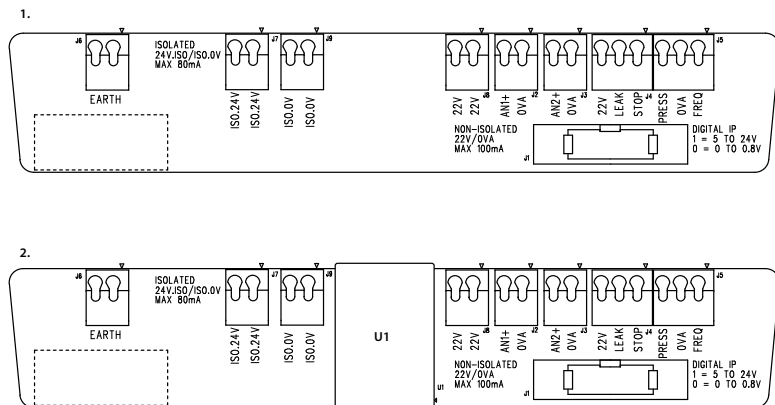 1.
J6
ISOLATED
24V.ISO/ISO.0V
MAX 80mA
J7
J9
J8
J2
J3
J4
J5
EARTH
ISO.24V
ISO.24V
ISO.0V
ISO.0V
22V
22V
AN1+
0VA
AN2+
0VA
22V
LEAK
STOP
PRESS
0VA
FREQ
NON-ISOLATED
22V/0VA
MAX 100mA
J1
DIGITAL IP
1 = 5 TO 24V
0 = 0 TO 0.8V
2.
J6
ISOLATED
24V.ISO/ISO.0V
MAX 80mA
J7
J9
U1
J8
J2
J3
J4
J5
EARTH
ISO.24V
ISO.24V
ISO.0V
ISO.0V
22V
22V
AN1+
0VA
AN2+
0VA
22V
LEAK
STOP
PRESS
0VA
FREQ
NON-ISOLATED
22V/0VA
MAX 100mA
U1
J1
DIGITAL IP
1 = 5 TO 24V
0 = 0 TO 0.8V